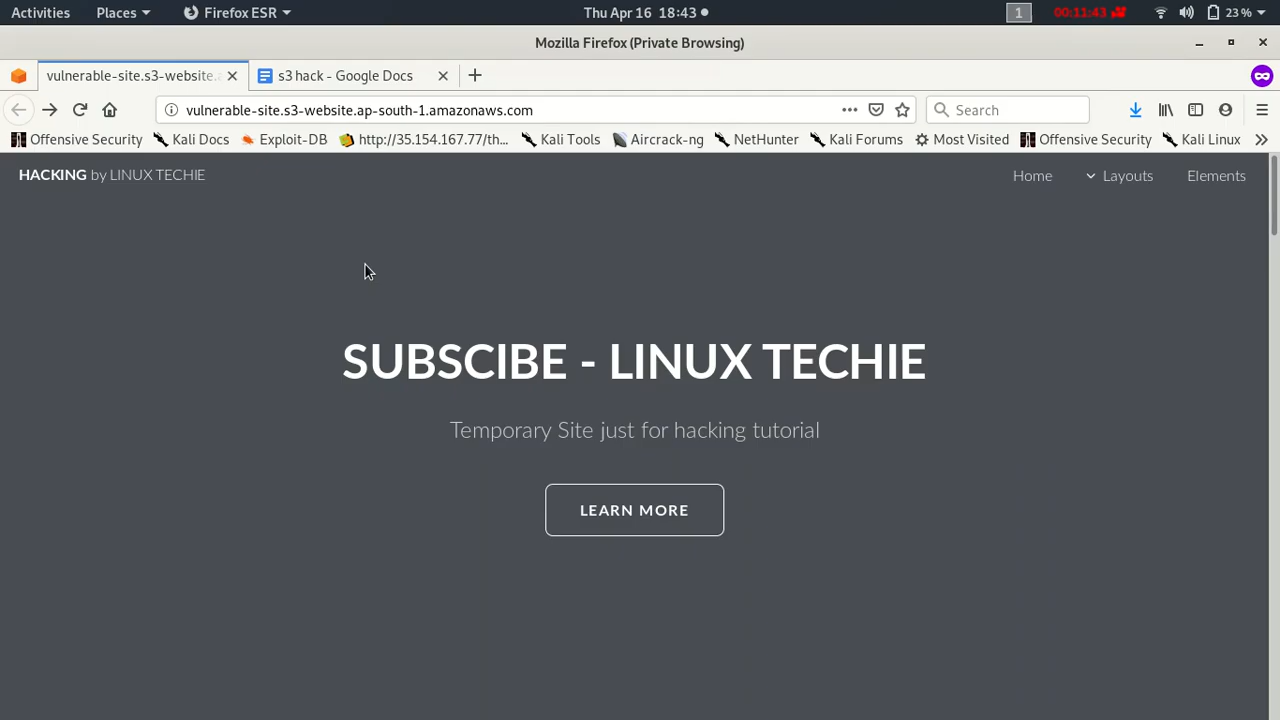 Activities Places Firefox ESR Thu Apr 16 18:43 1 00:11:43 23 %
Mozilla Firefox (Private Browsing)
vulnerable-site.s3-website.a s3 hack - Google Docs
vulnerable-site.s3-website.ap-south-1.amazonaws.com Search
Offensive Security Kali Docs Exploit-DB http://35.154.167.77/th... Kali Tools Aircrack-ng NetHunter Kali Forums Most Visited Offensive Security Kali Linux
HACKING by LINUX TECHIE Home Layouts Elements
SUBSCIBE - LINUX TECHIE
Temporary Site just for hacking tutorial
LEARN MORE